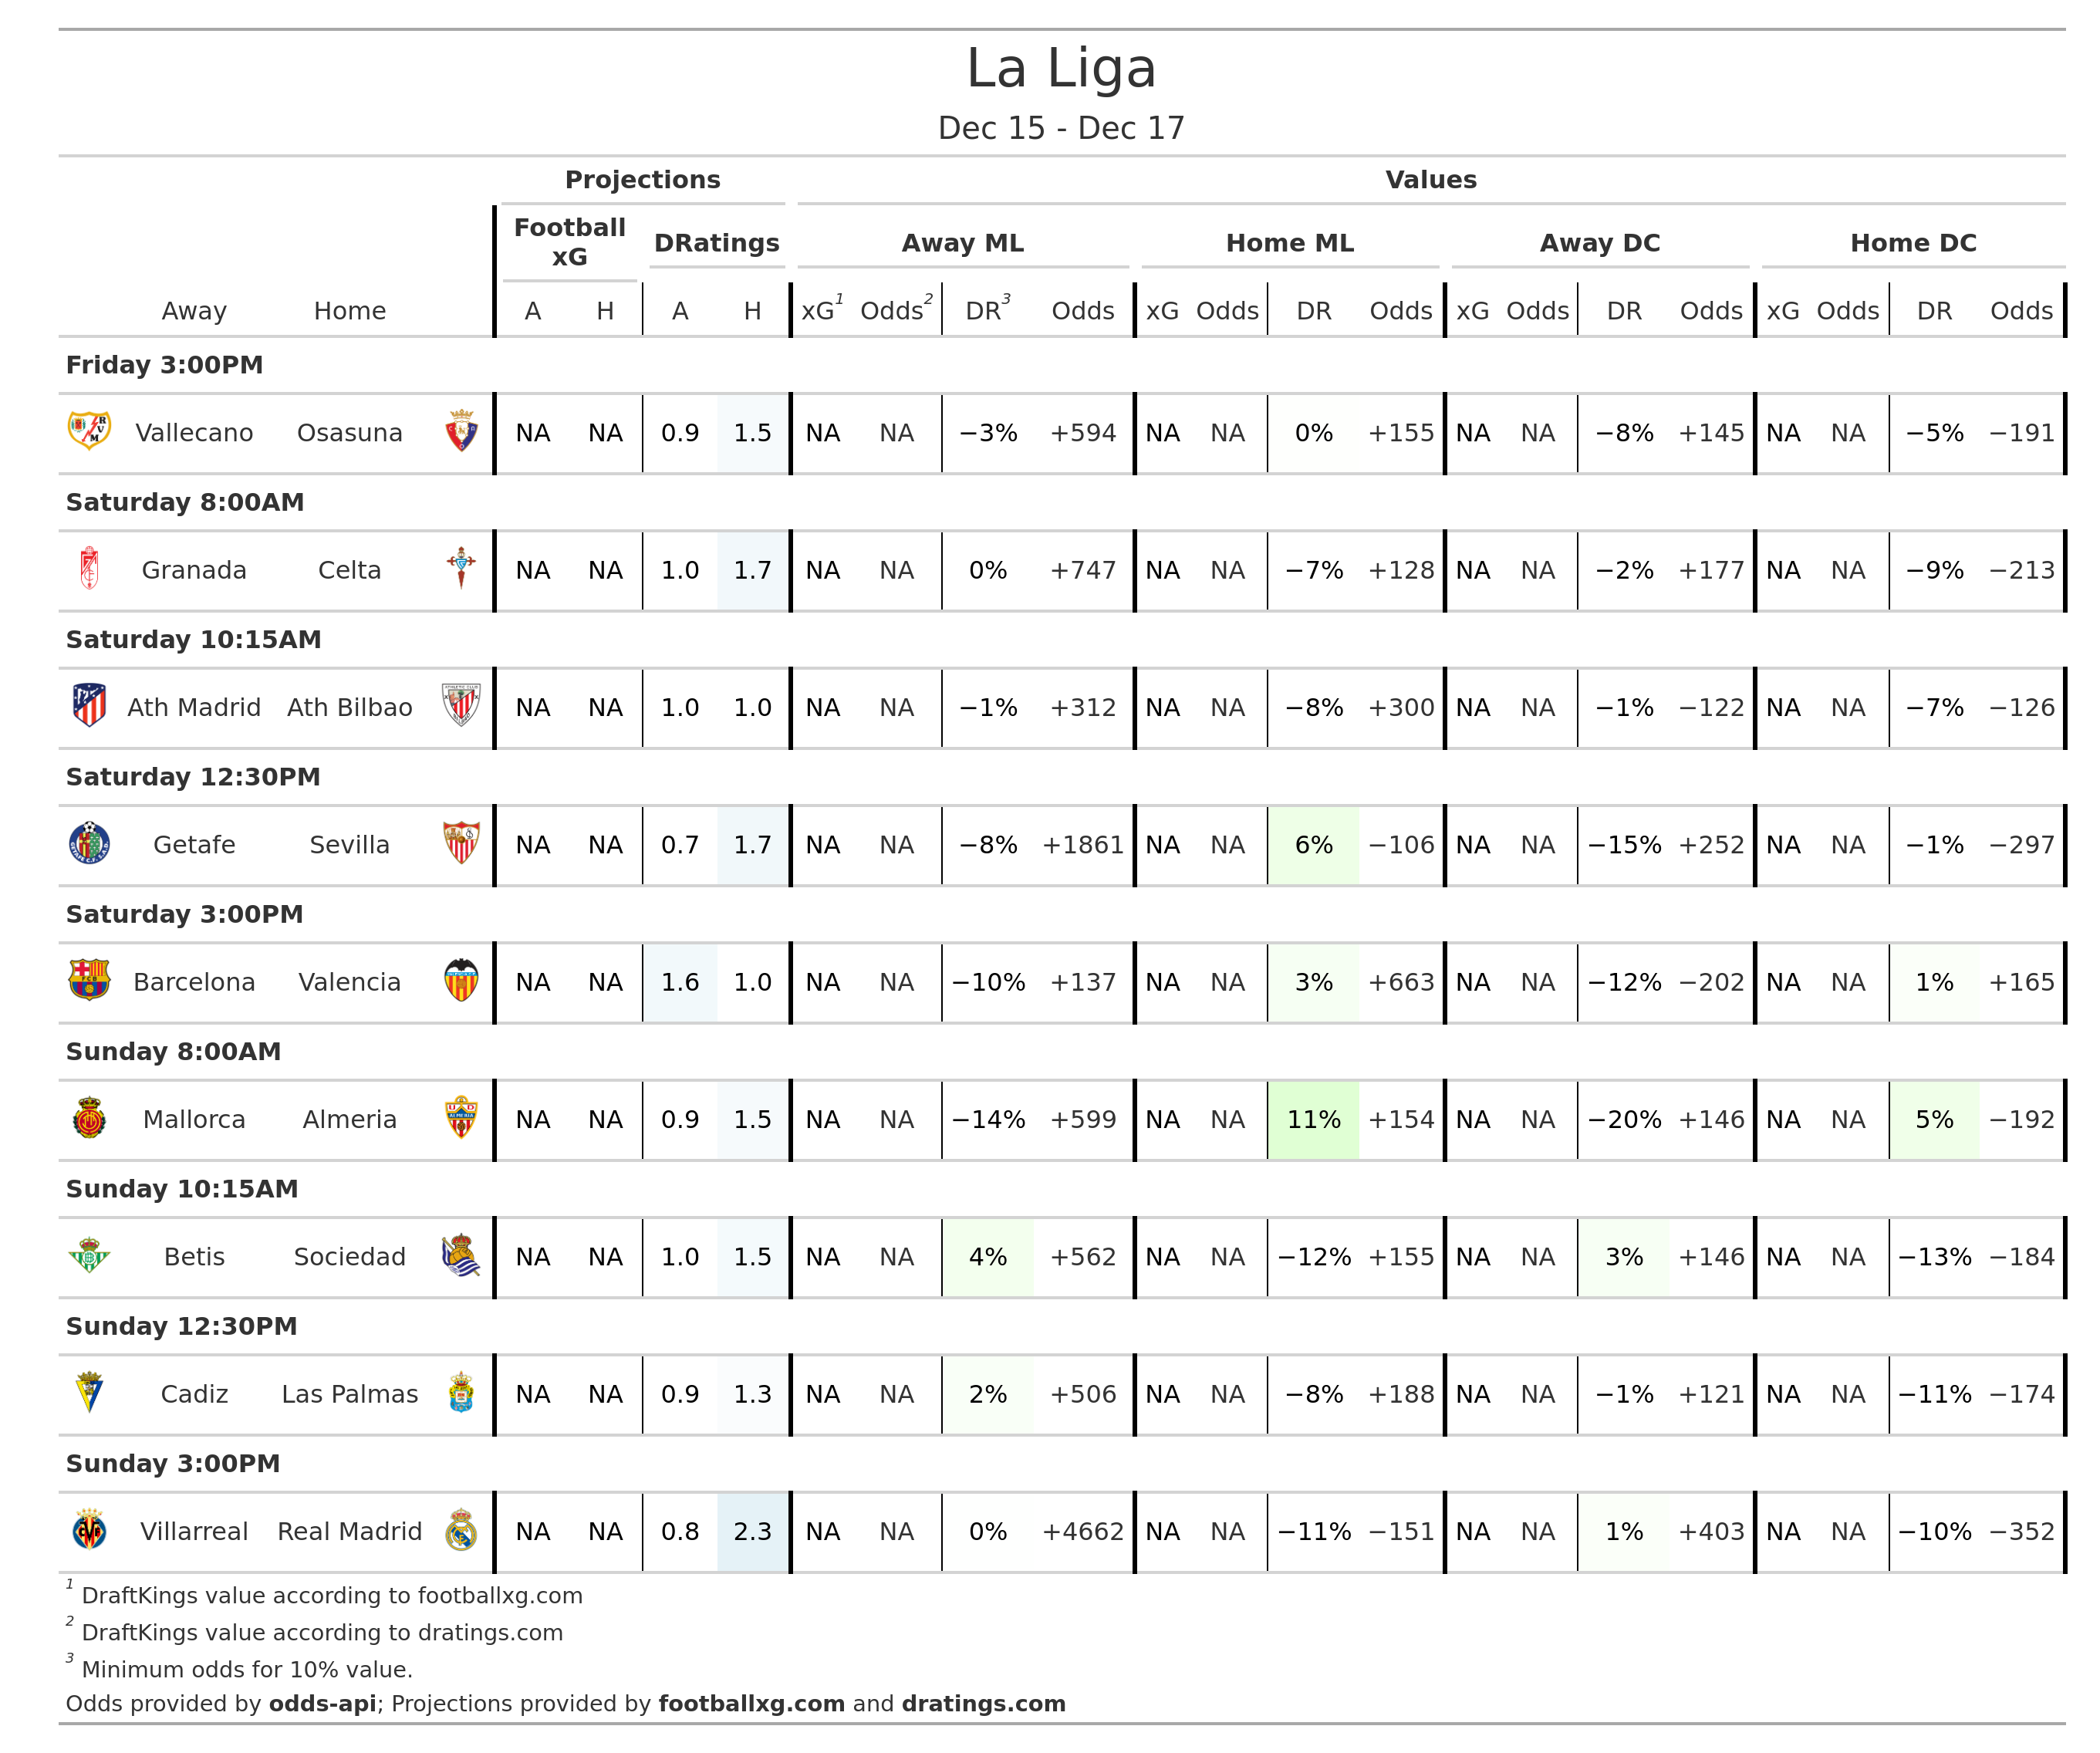 La Liga
Dec 15 - Dec 17
Projections Values
Football xG DRatings Away ML Home ML Away DC Home DC
Away Home A H A H xG1 Odds2 DR3 Odds xG Odds DR Odds xG Odds DR Odds xG Odds DR Odds
Friday 3:00PM
Vallecano Osasuna NA NA 0.9 1.5 NA NA −3% +594 NA NA 0% +155 NA NA −8% +145 NA NA −5% −191
Saturday 8:00AM
Granada Celta NA NA 1.0 1.7 NA NA 0% +747 NA NA −7% +128 NA NA −2% +177 NA NA −9% −213
Saturday 10:15AM
Ath Madrid Ath Bilbao NA NA 1.0 1.0 NA NA −1% +312 NA NA −8% +300 NA NA −1% −122 NA NA −7% −126
Saturday 12:30PM
Getafe Sevilla NA NA 0.7 1.7 NA NA −8% +1861 NA NA 6% −106 NA NA −15% +252 NA NA −1% −297
Saturday 3:00PM
Barcelona Valencia NA NA 1.6 1.0 NA NA −10% +137 NA NA 3% +663 NA NA −12% −202 NA NA 1% +165
Sunday 8:00AM
Mallorca Almeria NA NA 0.9 1.5 NA NA −14% +599 NA NA 11% +154 NA NA −20% +146 NA NA 5% −192
Sunday 10:15AM
Betis Sociedad NA NA 1.0 1.5 NA NA 4% +562 NA NA −12% +155 NA NA 3% +146 NA NA −13% −184
Sunday 12:30PM
Cadiz Las Palmas NA NA 0.9 1.3 NA NA 2% +506 NA NA −8% +188 NA NA −1% +121 NA NA −11% −174
Sunday 3:00PM
Villarreal Real Madrid NA NA 0.8 2.3 NA NA 0% +4662 NA NA −11% −151 NA NA 1% +403 NA NA −10% −352
1 DraftKings value according to footballxg.com
2 DraftKings value according to dratings.com
3 Minimum odds for 10% value.
Odds provided by odds-api; Projections provided by footballxg.com and dratings.com